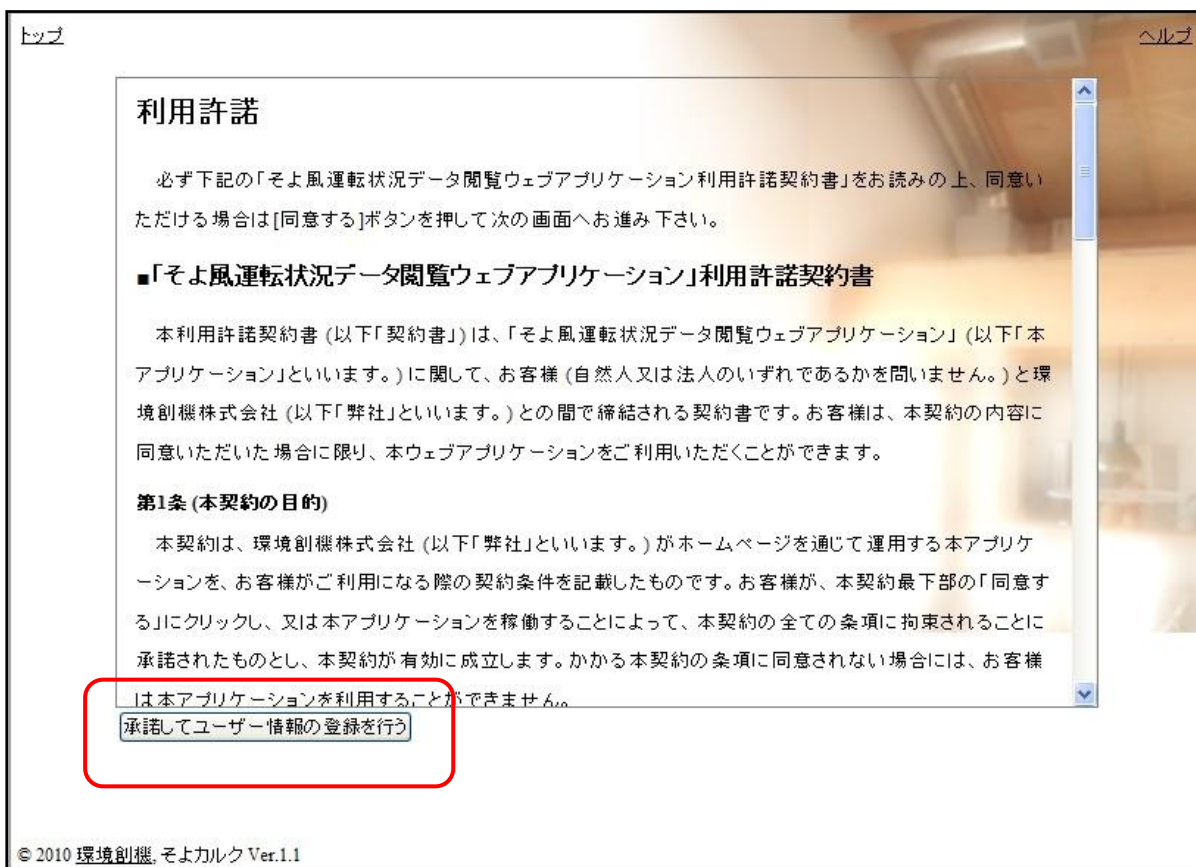 トップ
ヘルプ
利用許諾
必ず下記の「そよ風運転状況データ閲覧ウェブアプリケーション利用許諾契約書」をお読みの上、同意い
ただける場合は[同意する]ボタンを押して次の画面へお進み下さい。
■「そよ風運転状況データ閲覧ウェブアプリケーション」利用許諾契約書
本利用許諾契約書 (以下「契約書」) は、「そよ風運転状況データ閲覧ウェブアプリケーション」 (以下「本
アプリケーション」といいます。) に関して、お客様 (自然人又は法人のいずれであるかを問いません。) と環
境創機株式会社 (以下「弊社」といいます。) との間で締結される契約書です。お客様は、本契約の内容に
同意いただいた場合に限り、本ウェブアプリケーションをご利用いただくことができます。
第1条 (本契約の目的)
本契約は、環境創機株式会社 (以下「弊社」といいます。) がホームページを通じて運用する本アプリケ
ーションを、お客様がご利用になる際の契約条件を記載したものです。お客様が、本契約最下部の「同意す
る」にクリックし、又は本アプリケーションを稼働することによって、本契約の全ての条項に拘束されることに
承諾されたものとし、本契約が有効に成立します。かかる本契約の条項に同意されない場合には、お客様
は本アプリケーションを利用することができません。
承諾してユーザー情報の登録を行う
© 2010 環境創機, そよカルク Ver.1.1